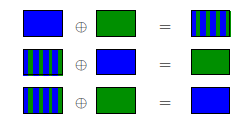 ⊕ =
⊕ =
⊕ =